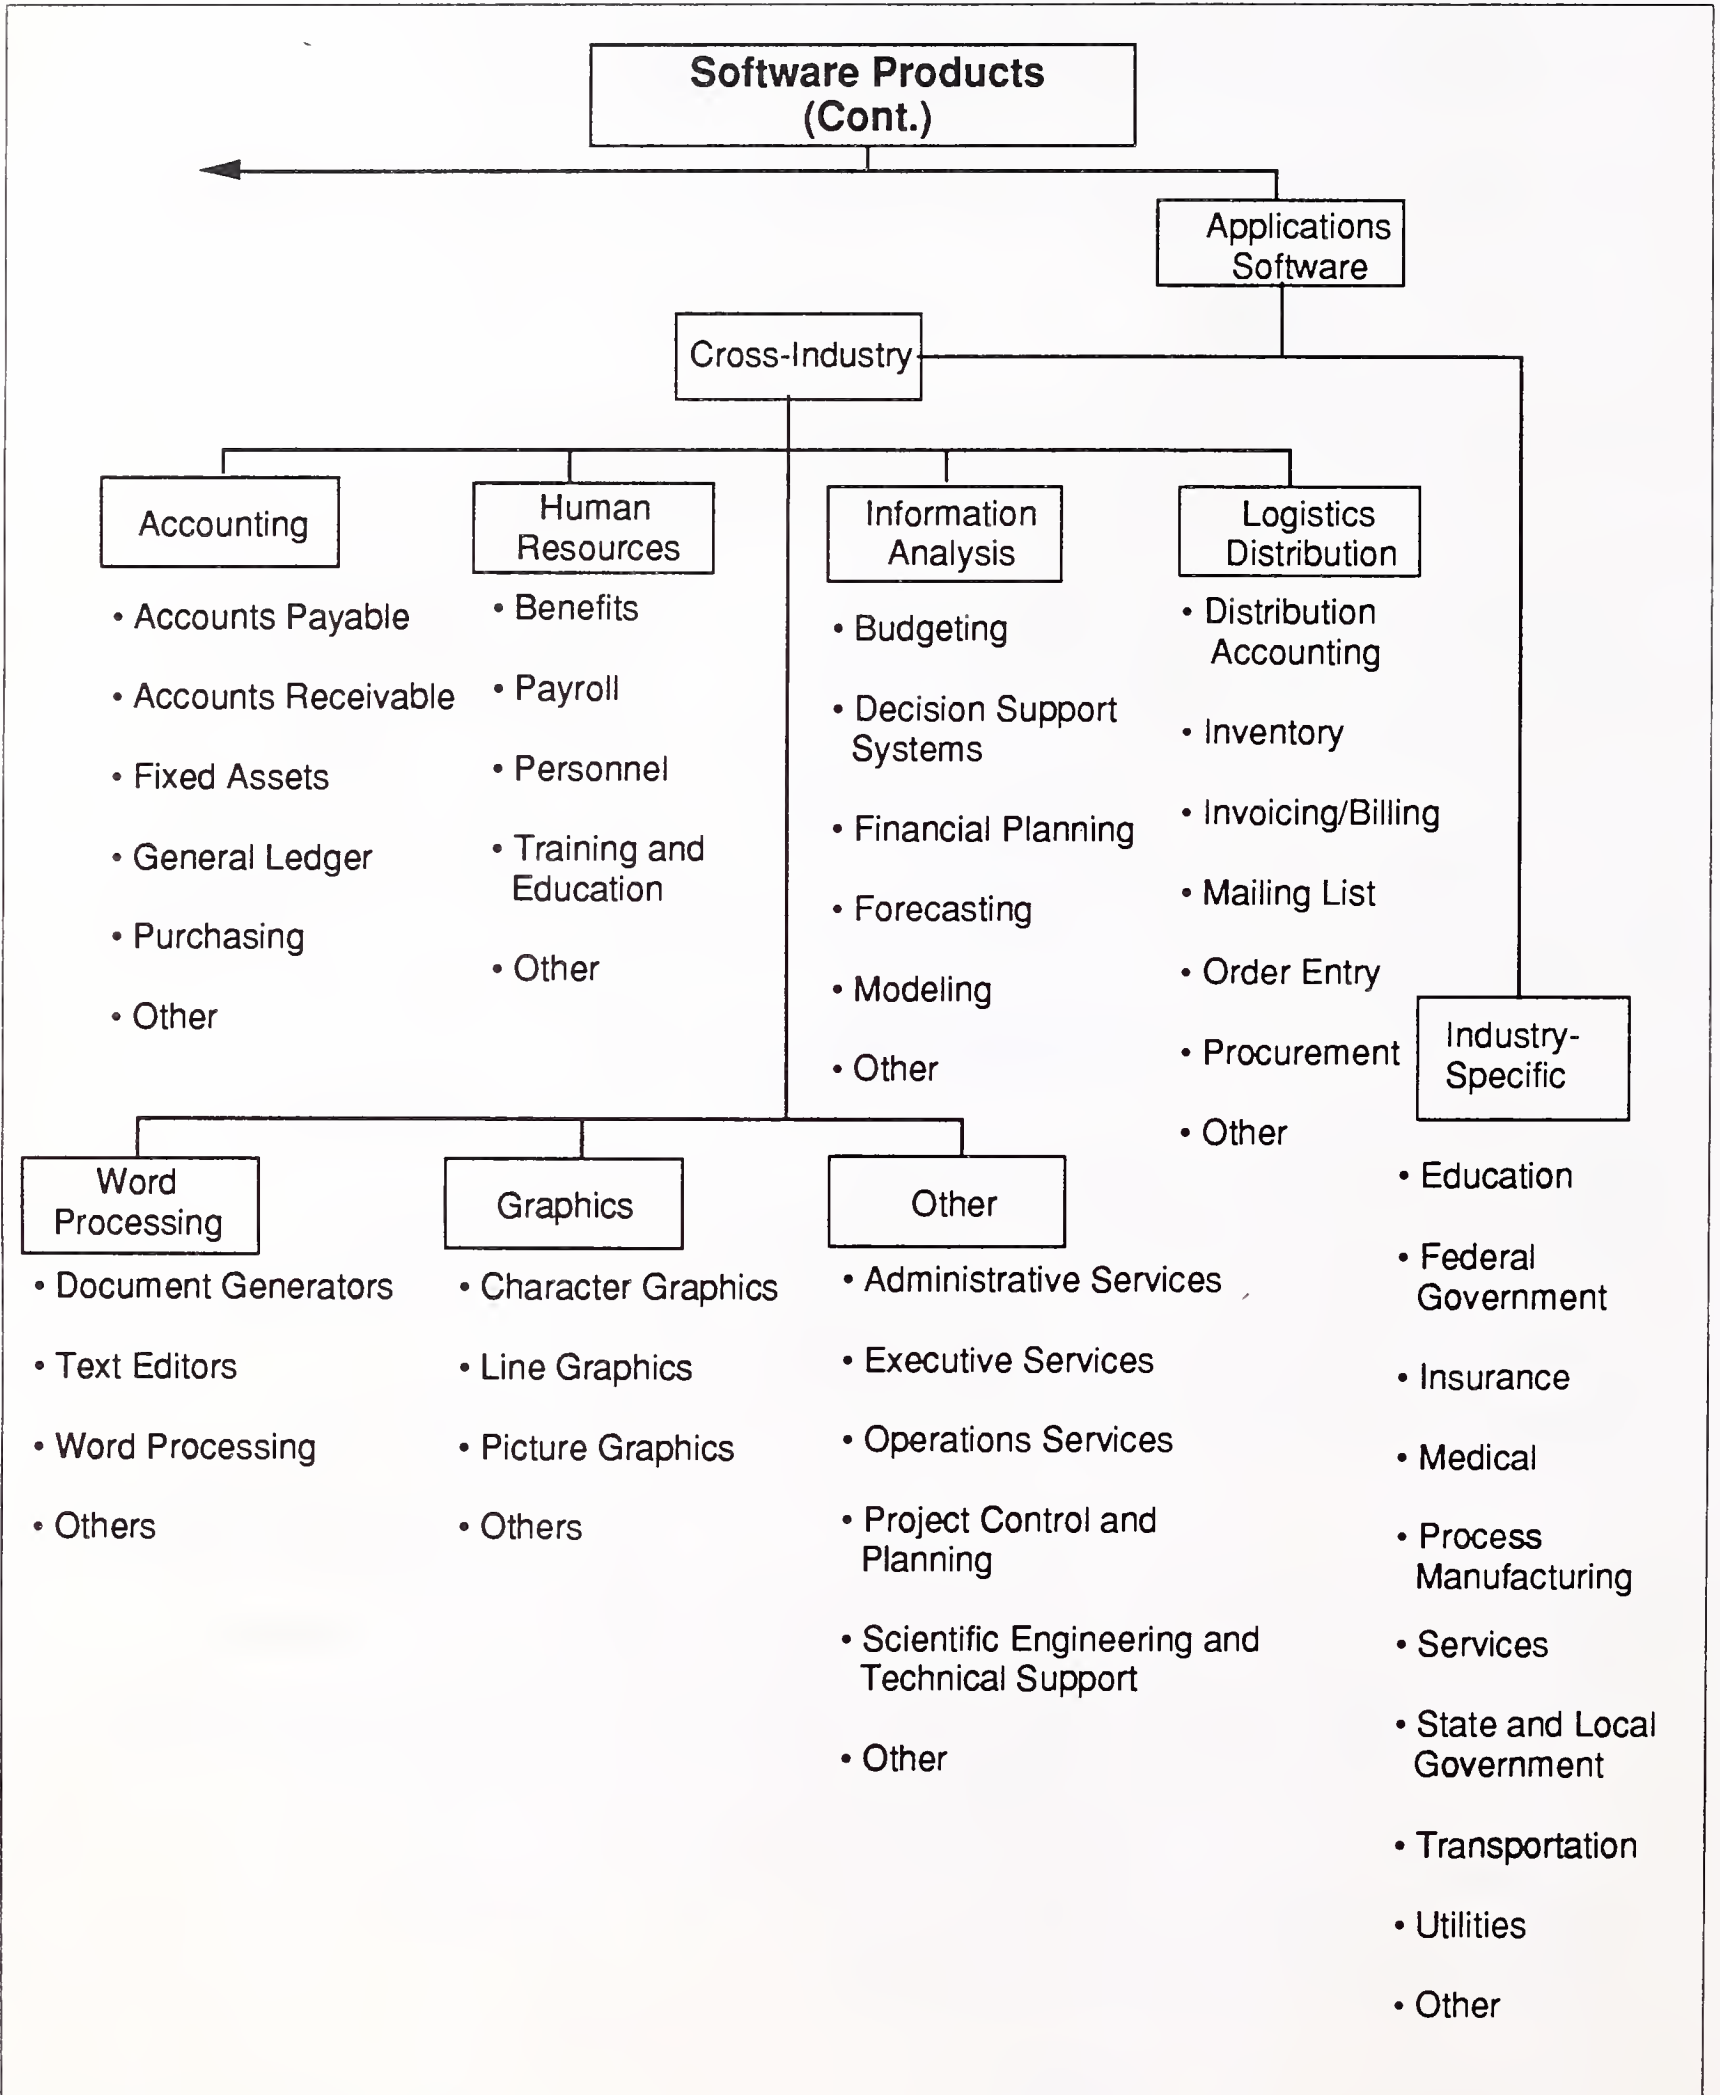 Software Products
(Cont.)
Applications
Software
Cross-Industry
Accounting
• Accounts Payable
• Accounts Receivable
• Fixed Assets
• General Ledger
• Purchasing
• Other
Human
Resources
• Benefits
• Payroll
• Personnel
• Training and
Education
• Other
Information
Analysis
• Budgeting
• Decision Support
Systems
• Financial Planning
• Forecasting
• Modeling
• Other
Logistics
Distribution
• Distribution
Accounting
• Inventory
• Invoicing/Billing
• Mailing List
• Order Entry
• Procurement
• Other
Industry-
Specific
• Education
• Federal
Government
• Insurance
• Medical
• Process
Manufacturing
• Services
• State and Local
Government
• Transportation
• Utilities
• Other
Word
Processing
• Document Generators
• Text Editors
• Word Processing
• Others
Graphics
• Character Graphics
• Line Graphics
• Picture Graphics
• Others
Other
• Administrative Services
• Executive Services
• Operations Services
• Project Control and
Planning
• Scientific Engineering and
Technical Support
• Other